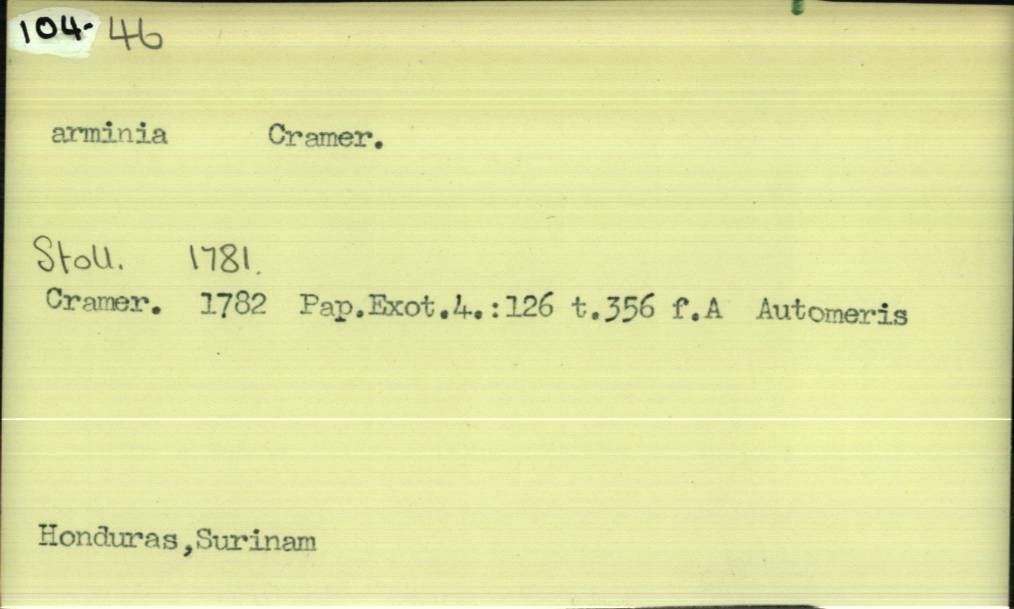 104- 46
arminia Cramer.
Stoll. 1781.
Cramer. 1782 Pap.Exot.4.:126 t.356 f.A Automeris
Honduras,Surinam